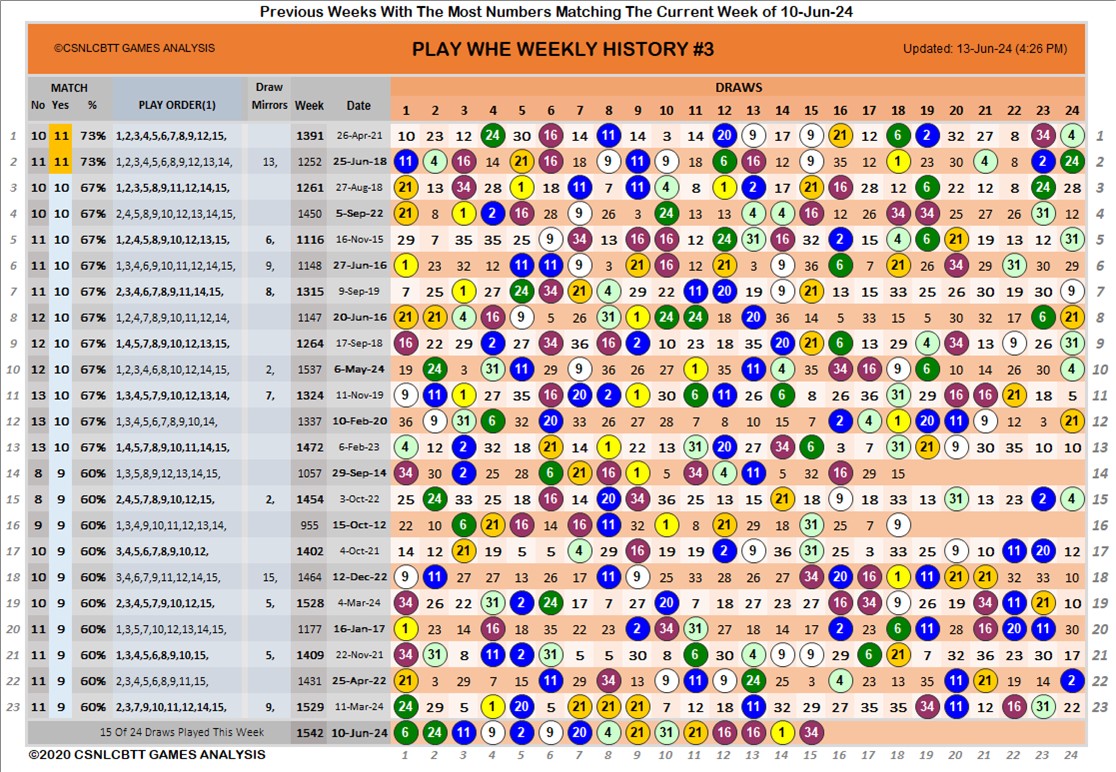 Previous Weeks With The Most Numbers Matching The Current Week of 10-Jun-24
©CSNLCBTT GAMES ANALYSIS PLAY WHE WEEKLY HISTORY #3 Updated: 13-Jun-24 (4:26 PM)
MATCH Draw DRAWS
No Yes % PLAY ORDER(1) Mirrors Week Date 1 2 3 4 5 6 7 8 9 10 11 12 13 14 15 16 17 18 19 20 21 22 23 24
1 10 11 73% 1,2,3,4,5,6,7,8,9,12,15, 1391 26-Apr-21 10 23 12 24 30 16 14 11 14 3 14 20 9 17 9 21 12 6 2 32 27 8 34 4 1
2 11 11 73% 1,2,3,4,5,6,8,9,12,13,14, 13, 1252 25-Jun-18 11 4 16 14 21 16 18 9 11 9 18 6 16 12 9 35 12 1 23 30 4 8 2 24 2
3 10 10 67% 1,2,3,5,8,9,11,12,14,15, 1261 27-Aug-18 21 13 34 28 1 18 11 7 11 4 8 1 2 17 21 16 28 12 6 22 12 8 24 28 3
4 10 10 67% 2,4,5,8,9,10,12,13,14,15, 1450 5-Sep-22 21 8 1 2 16 28 9 26 3 24 13 13 4 4 16 12 26 34 34 25 27 26 31 12 4
5 11 10 67% 1,2,4,5,8,9,10,12,13,15, 6, 1116 16-Nov-15 29 7 35 35 25 9 34 13 16 16 12 24 31 16 32 2 15 4 6 21 19 13 12 31 5
6 11 10 67% 1,3,4,6,9,10,11,12,14,15, 9, 1148 27-Jun-16 1 23 32 12 11 11 9 3 21 16 12 21 3 9 36 6 7 21 26 34 29 31 30 29 6
7 11 10 67% 2,3,4,6,7,8,9,11,14,15, 8, 1315 9-Sep-19 7 25 1 27 24 34 21 4 29 22 11 20 19 9 21 13 15 33 25 26 30 19 30 9 7
8 12 10 67% 1,2,4,7,8,9,10,11,12,14, 1147 20-Jun-16 21 21 4 16 9 5 26 31 1 24 24 18 20 36 14 5 33 15 5 30 32 17 6 21 8
9 12 10 67% 1,4,5,7,8,9,11,12,14,15, 1264 17-Sep-18 16 22 29 2 27 34 36 16 2 10 23 18 35 20 21 6 13 29 4 34 13 9 26 31 9
10 12 10 67% 1,2,3,4,6,8,10,12,14,15, 2, 1537 6-May-24 19 24 3 31 11 29 9 26 27 11 1 35 11 4 35 34 16 9 6 10 14 26 30 4 10
11 13 10 67% 1,2,3,4,10,11,12,13,14, 7, 1324 11-Nov-19 9 11 1 27 35 16 20 2 1 30 6 11 26 6 8 26 36 31 29 16 16 21 18 5 11
12 13 10 67% 1,3,4,5,6,7,8,9,10,14, 1337 10-Feb-20 36 9 31 6 32 20 33 26 27 28 7 8 10 15 7 2 4 1 20 11 9 12 3 21 12
13 13 10 67% 1,4,5,7,8,9,10,11,14,15, 1472 6-Feb-23 4 12 2 32 18 21 14 1 22 13 31 20 27 34 6 3 7 31 21 9 30 35 10 10 13
14 8 9 60% 1,3,5,8,9,12,13,14,15, 1057 29-Sep-14 34 30 2 25 28 6 21 16 1 5 34 4 11 5 32 16 29 15 14
15 8 9 60% 2,4,5,7,8,9,10,12,15, 2, 1454 3-Oct-22 25 24 33 25 18 16 14 20 34 36 25 13 15 21 18 9 18 33 13 31 13 23 2 4 15
16 9 9 60% 1,3,4,9,10,11,12,13,14, 955 15-Oct-12 22 10 6 21 16 14 16 11 32 1 8 21 29 28 15 31 25 7 9 16
17 10 9 60% 3,4,5,6,7,8,9,10,12, 1402 4-Oct-21 14 12 21 19 5 5 4 29 16 19 12 2 9 36 31 25 3 33 25 9 10 11 20 12 17
18 10 9 60% 3,4,6,7,9,11,12,14,15, 15, 1464 12-Dec-22 9 11 27 27 13 26 17 11 9 25 33 28 26 27 34 20 16 1 11 21 21 32 33 10 18
19 10 9 60% 2,3,4,5,7,9,10,12,15, 5, 1528 4-Mar-24 34 26 22 31 2 24 17 7 27 20 7 18 27 23 27 16 34 9 26 19 34 11 21 10 19
20 11 9 60% 1,3,5,7,10,12,13,14,15, 1177 16-Jan-17 1 23 14 16 18 35 22 23 2 34 31 27 18 14 17 2 23 6 20 28 16 20 11 30 20
21 11 9 60% 1,3,4,5,6,8,9,10,15, 5, 1409 22-Nov-21 34 31 8 11 2 31 5 5 30 8 6 30 4 9 9 29 6 21 7 32 36 23 30 17 21
22 11 9 60% 2,3,4,5,6,8,9,11,15, 1431 25-Apr-22 21 3 29 7 15 11 29 34 13 9 11 9 24 25 3 4 23 13 35 11 21 19 14 2 22
23 11 9 60% 2,3,7,9,10,11,12,14,15, 9, 1529 11-Mar-24 24 29 5 1 20 5 21 21 21 7 12 18 11 32 29 27 35 35 34 11 12 16 31 22 23
15 Of 24 Draws Played This Week 1542 10-Jun-24 6 24 11 9 2 9 20 4 21 31 21 16 16 1 34
©2020 CSNLCBTT GAMES ANALYSIS 1 2 3 4 5 6 7 8 9 10 11 12 13 14 15 16 17 18 19 20 21 22 23 24